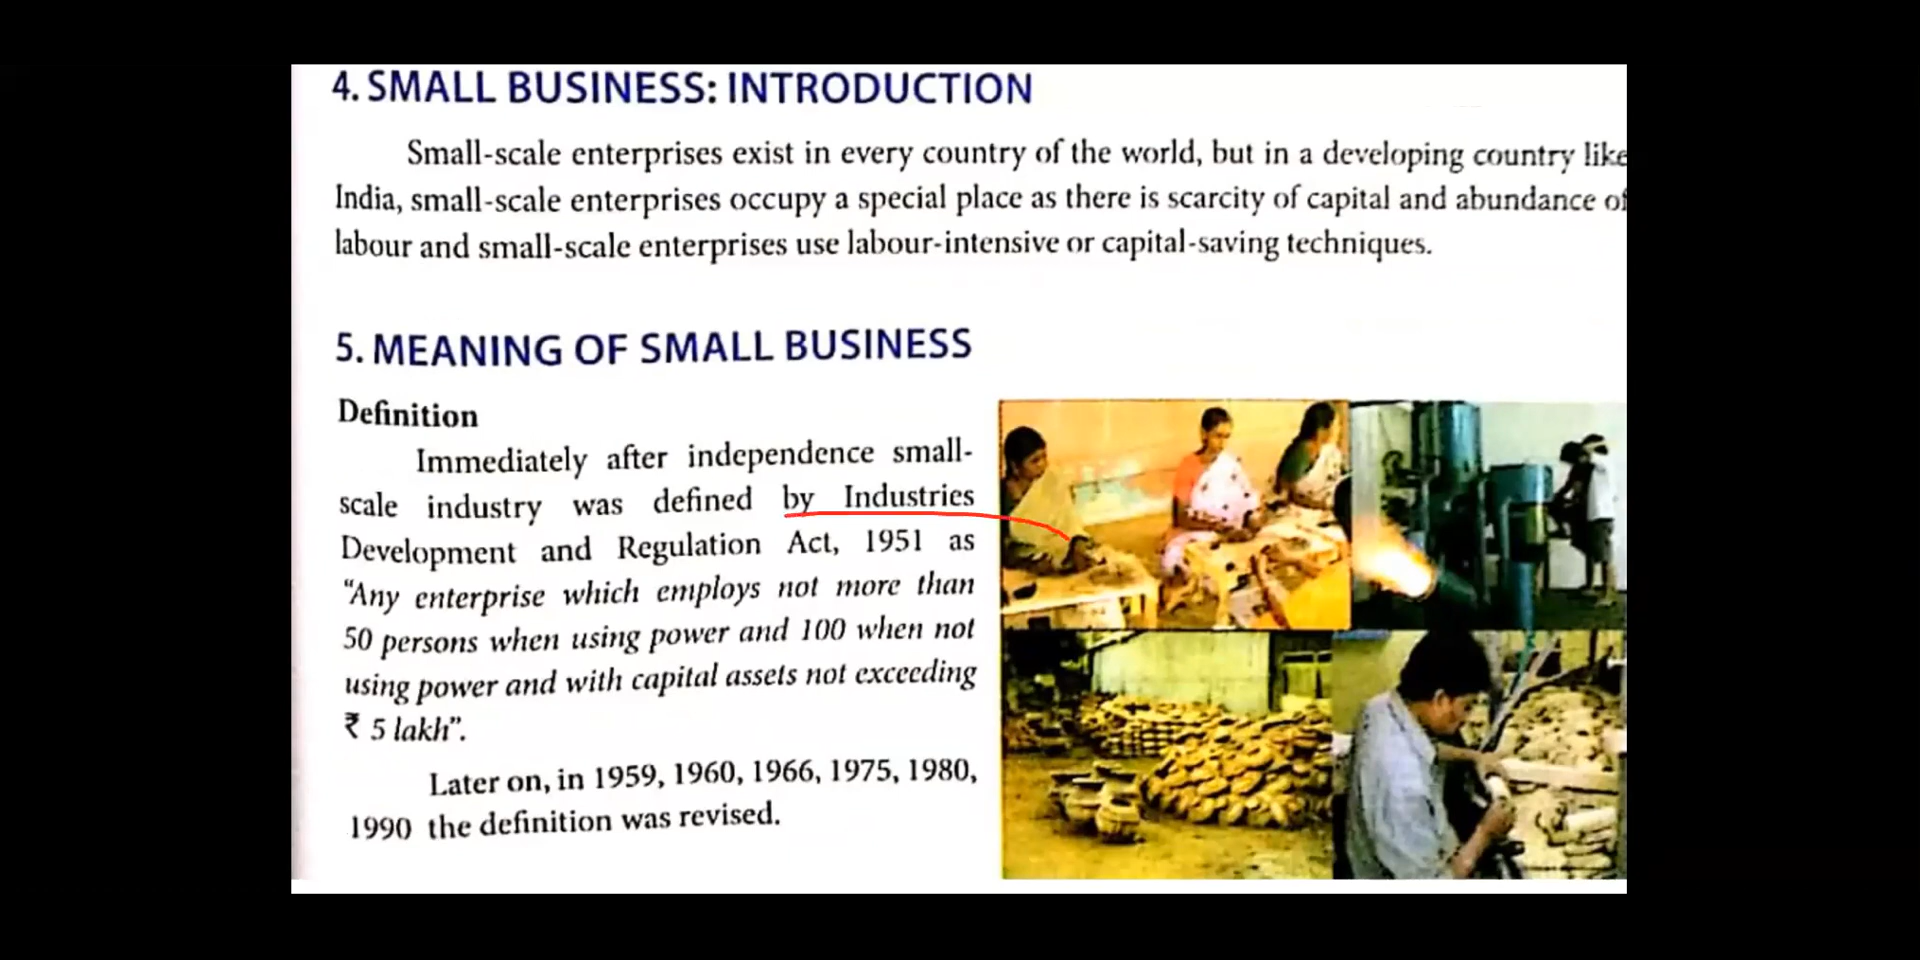 4. SMALL BUSINESS: INTRODUCTION
Small-scale enterprises exist in every country of the world, but in a developing country like
India, small-scale enterprises occupy a special place as there is scarcity of capital and abundance of
labour and small-scale enterprises use labour-intensive or capital-saving techniques.
5. MEANING OF SMALL BUSINESS
Definition
Immediately after independence small-
scale industry was defined by Industries
Development and Regulation Act, 1951 as
“Any enterprise which employs not more than
50 persons when using power and 100 when not
using power and with capital assets not exceeding
₹ 5 lakh”.
Later on, in 1959, 1960, 1966, 1975, 1980,
1990 the definition was revised.